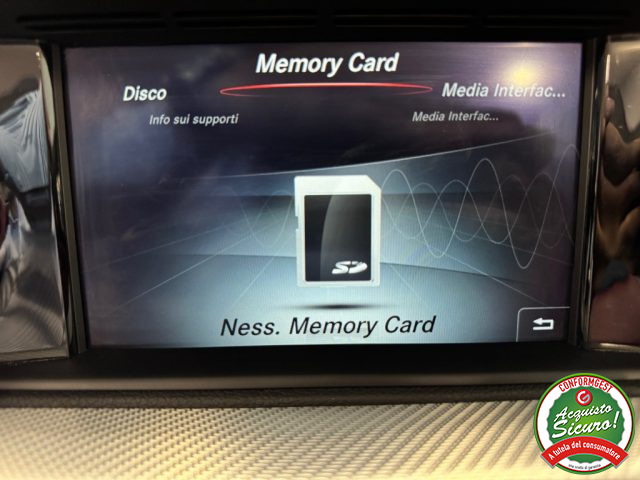 Memory Card
Disco
Media Interfac...
Info sui supporti
Media Interfac...
SD
Ness. Memory Card
CONFORMGEST
Acquisto
Sicuro!
A tutela del consumatore